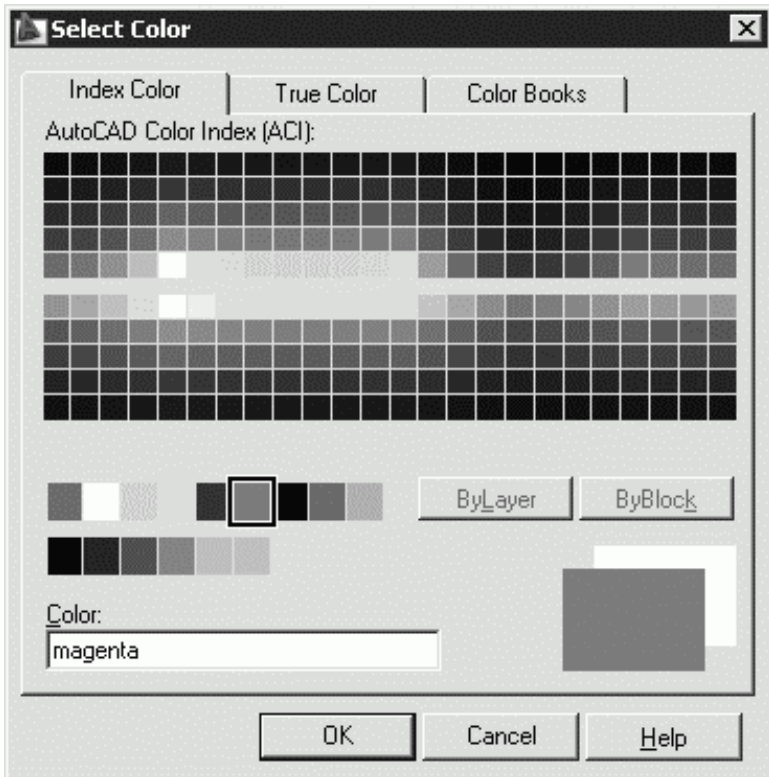 Select Color
Index Color
True Color
Color Books
AutoCAD Color Index (ACI):
ByLayer
ByBlock
Color:
magenta
OK
Cancel
Help